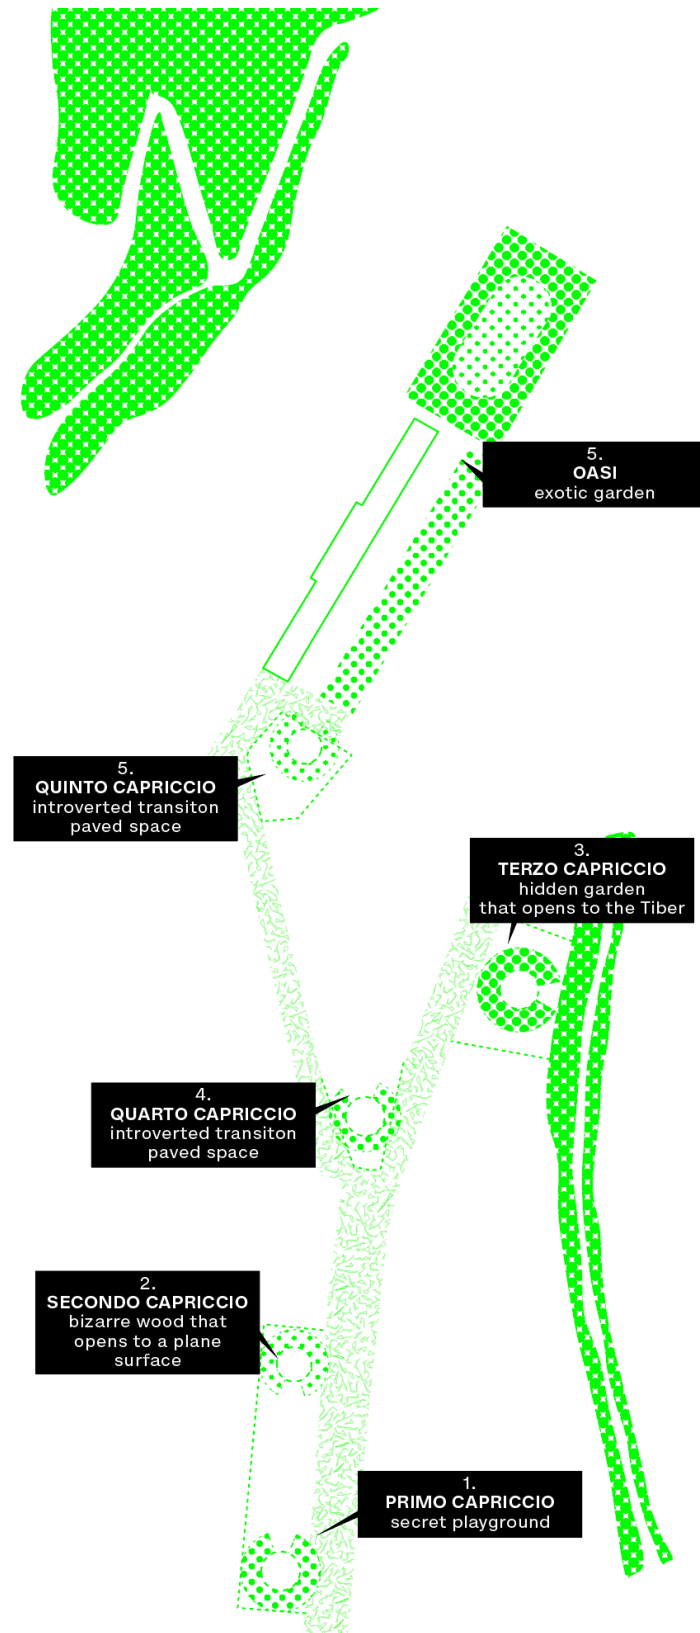 5.
OASI
exotic garden
5.
QUINTO CAPRICCIO
introverted transiton
paved space
3.
TERZO CAPRICCIO
hidden garden
that opens to the Tiber
4.
QUARTO CAPRICCIO
introverted transiton
paved space
2.
SECONDO CAPRICCIO
bizarre wood that
opens to a plane
surface
1.
PRIMO CAPRICCIO
secret playground